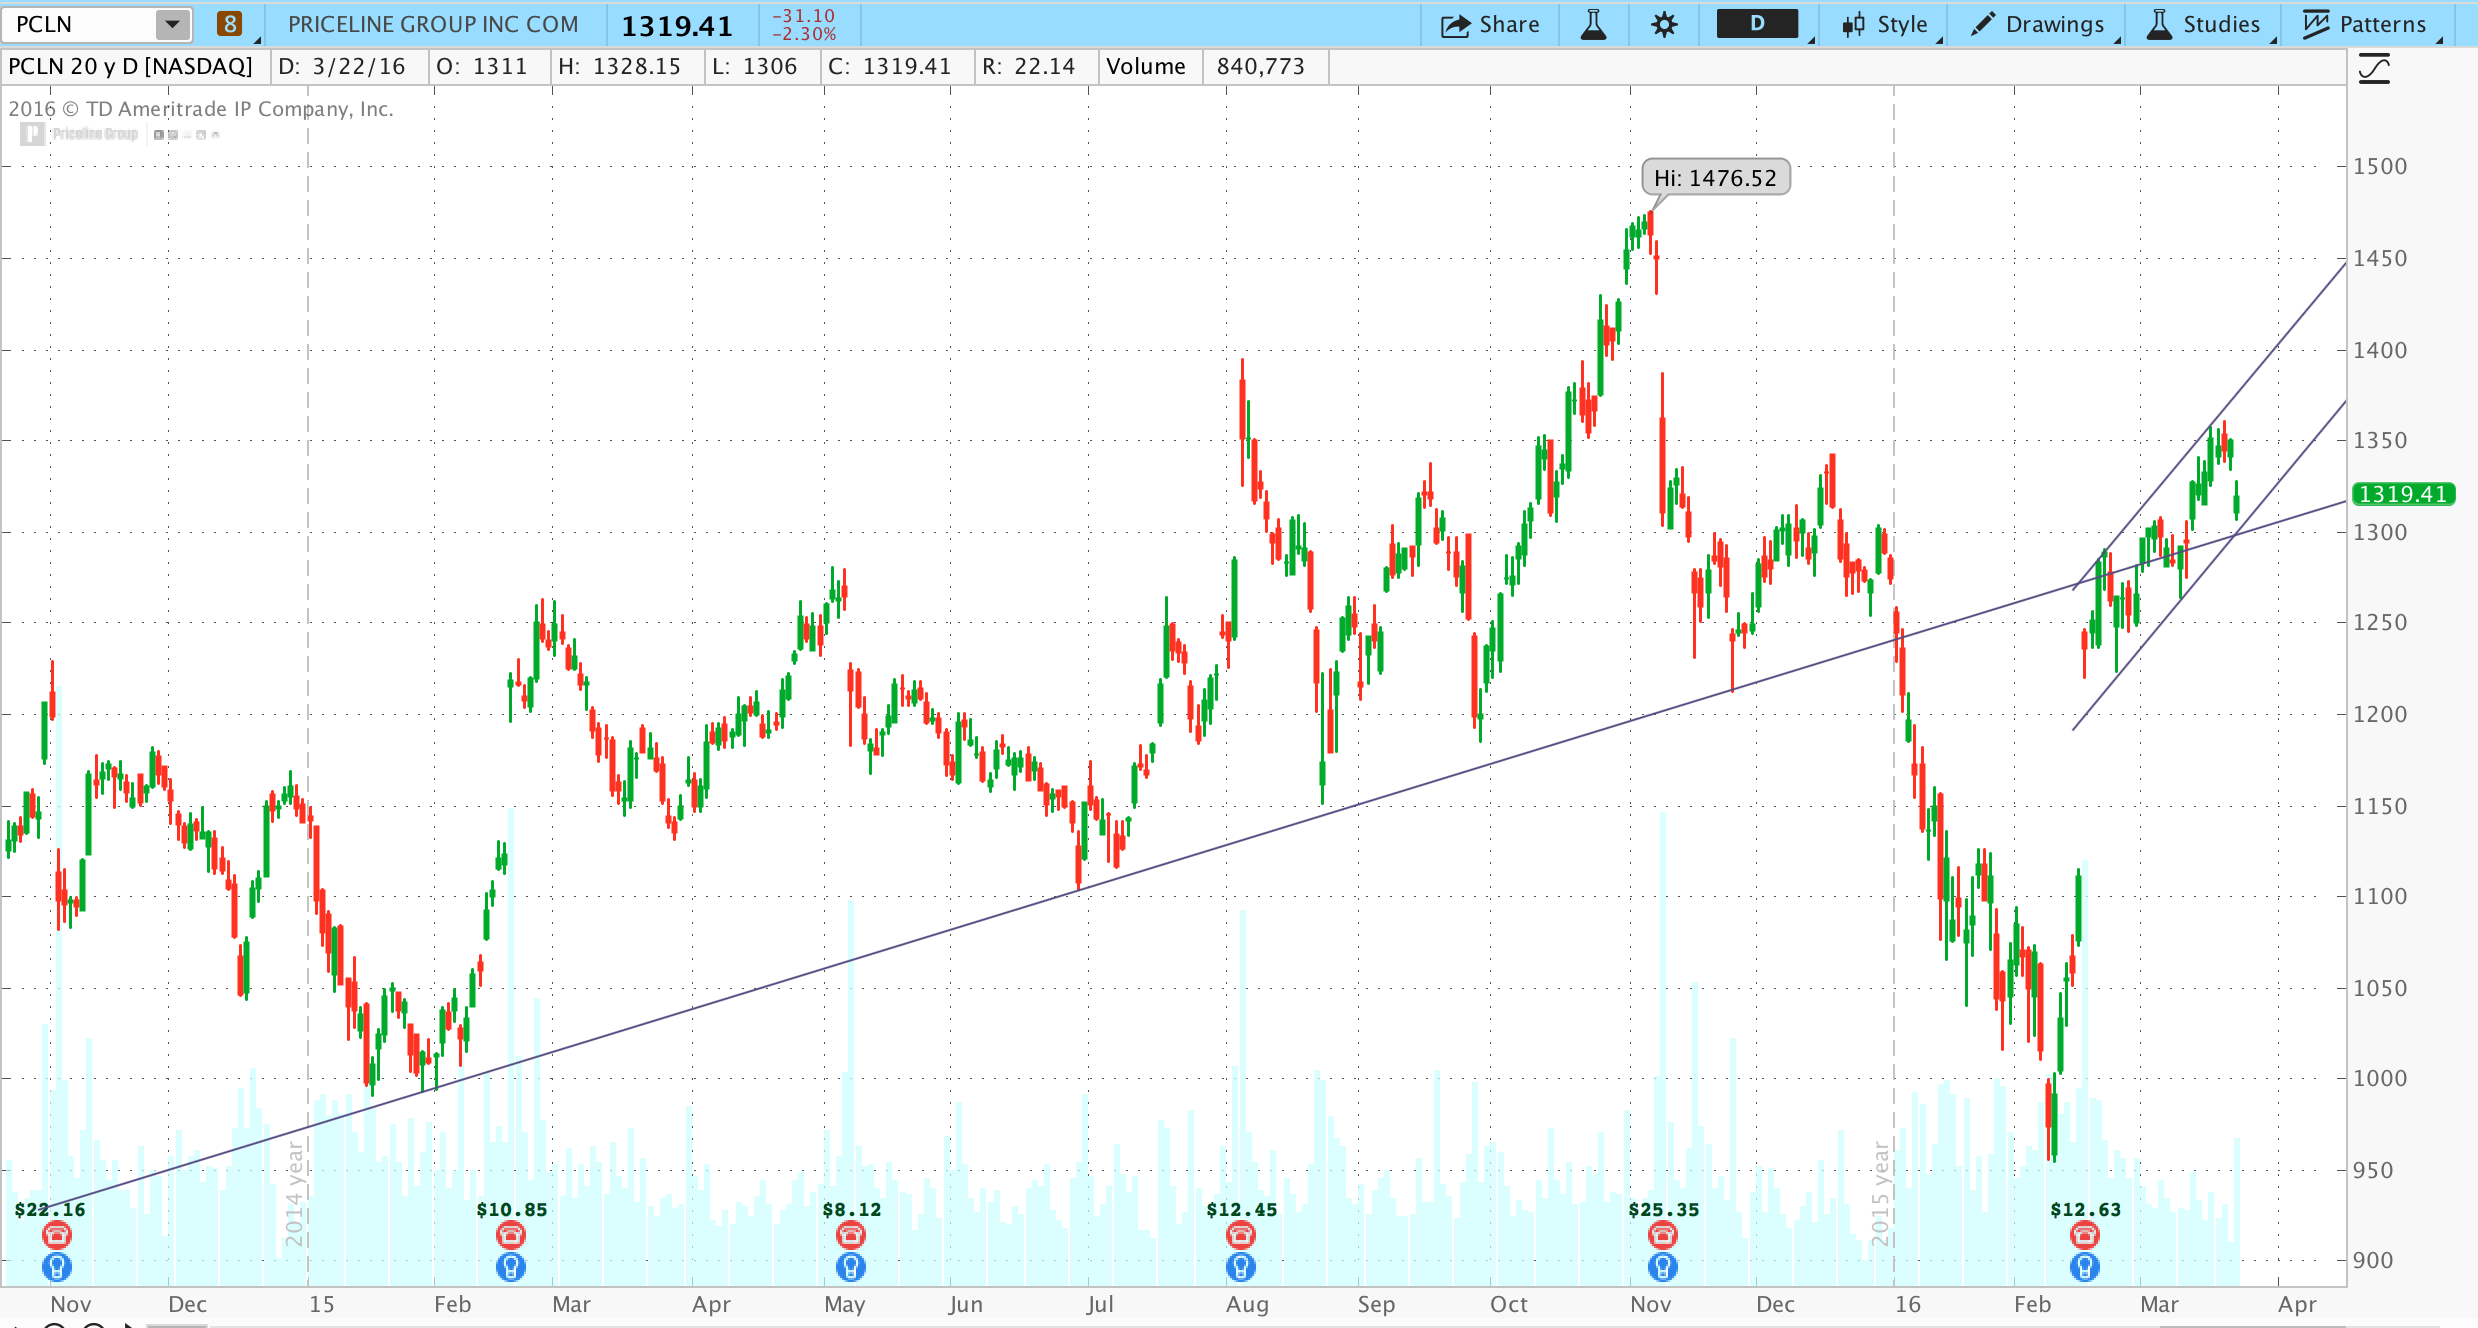 PCLN 8 PRICELINE GROUP INC COM 1319.41 -31.10 -2.30% Share D Style Drawings Studies Patterns
PCLN 20 y D [NASDAQ] D: 3/22/16 O: 1311 H: 1328.15 L: 1306 C: 1319.41 R: 22.14 Volume 840,773
2016 © TD Ameritrade IP Company, Inc.
P Priceline Group
1500
Hi: 1476.52
1450
1400
1350
1319.41
1300
1250
1200
1150
1100
1050
1000
950
900
2014 year
2015 year
$22.16 $10.85 $8.12 $12.45 $25.35 $12.63
Nov Dec 15 Feb Mar Apr May Jun Jul Aug Sep Oct Nov Dec 16 Feb Mar Apr